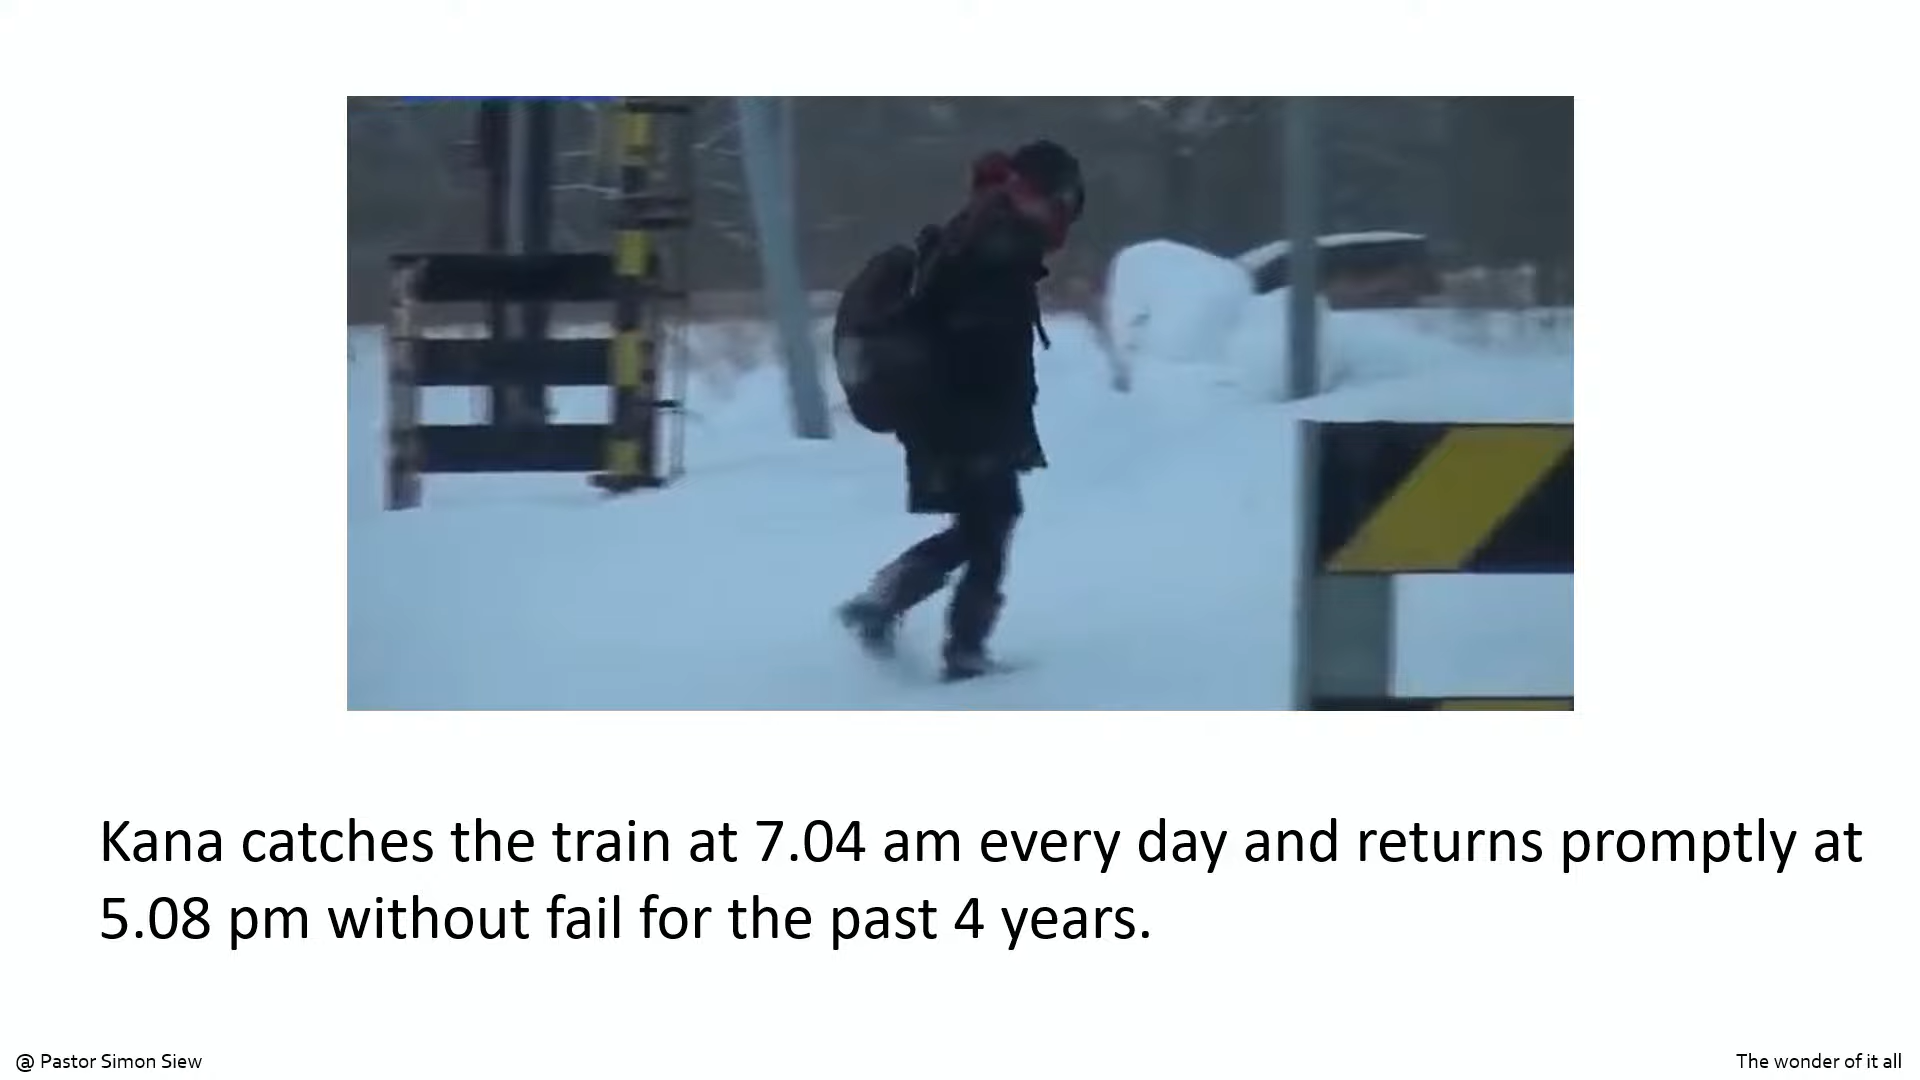 Kana catches the train at 7.04 am every day and returns promptly at
5.08 pm without fail for the past 4 years.
@ Pastor Simon Siew
The wonder of it all